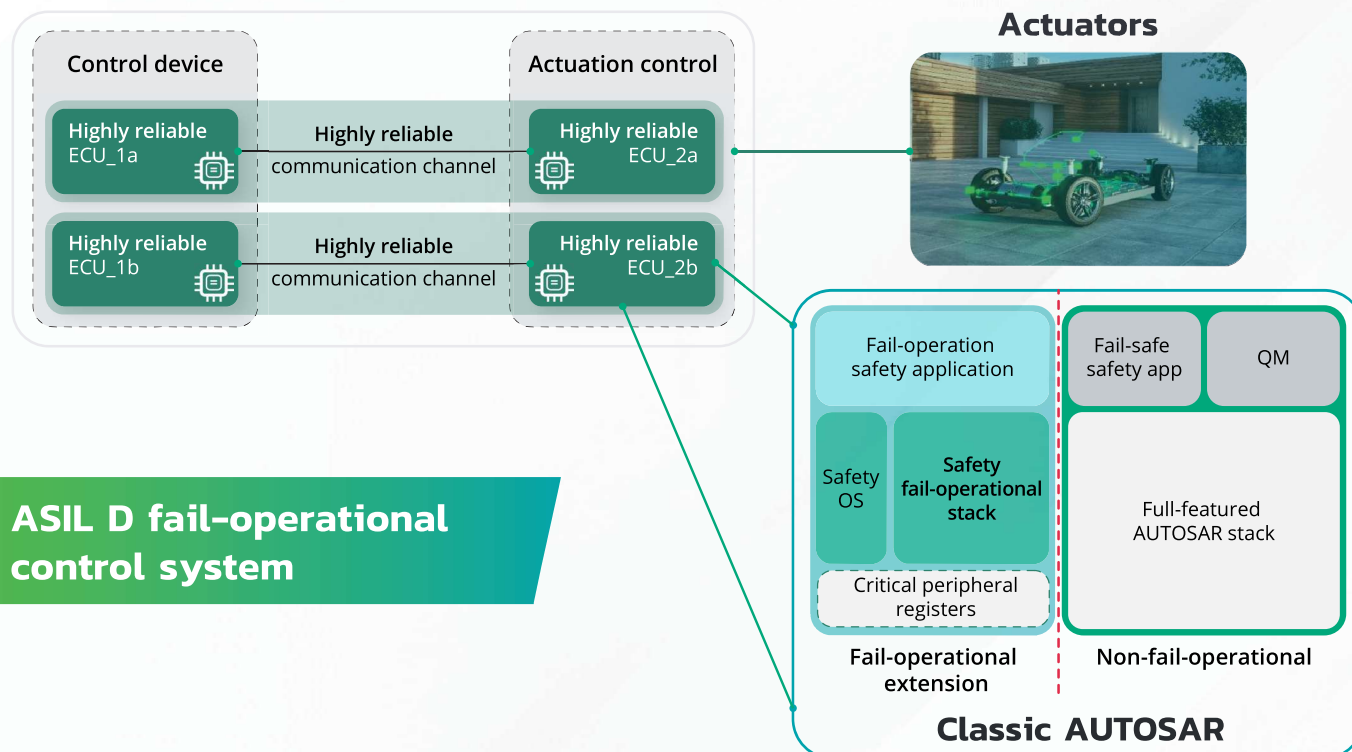 Control device
Actuation control
Highly reliable
ECU_1a
Highly reliable
communication channel
Highly reliable
ECU_2a
Highly reliable
ECU_1b
Highly reliable
communication channel
Highly reliable
ECU_2b
Actuators
ASIL D fail-operational
control system
Fail-operation
safety application
Fail-safe
safety app
QM
Safety
OS
Safety
fail-operational
stack
Full-featured
AUTOSAR stack
Critical peripheral
registers
Fail-operational
extension
Non-fail-operational
Classic AUTOSAR